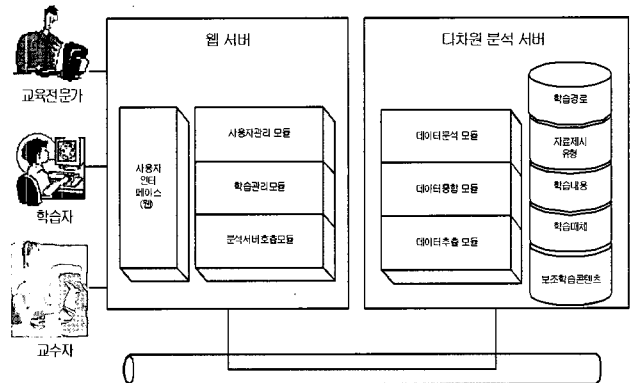 웹 서버
다차원 분석 서버
교육전문가
학습자
교수자
사용자
인터
페이스
(웹)
사용자관리 모듈
학습관리모듈
분석서버호출모듈
데이터분석 모듈
데이터통합 모듈
데이터추출 모듈
학습경로
자료제시
유형
학습내용
학습매체
보조학습콘텐츠